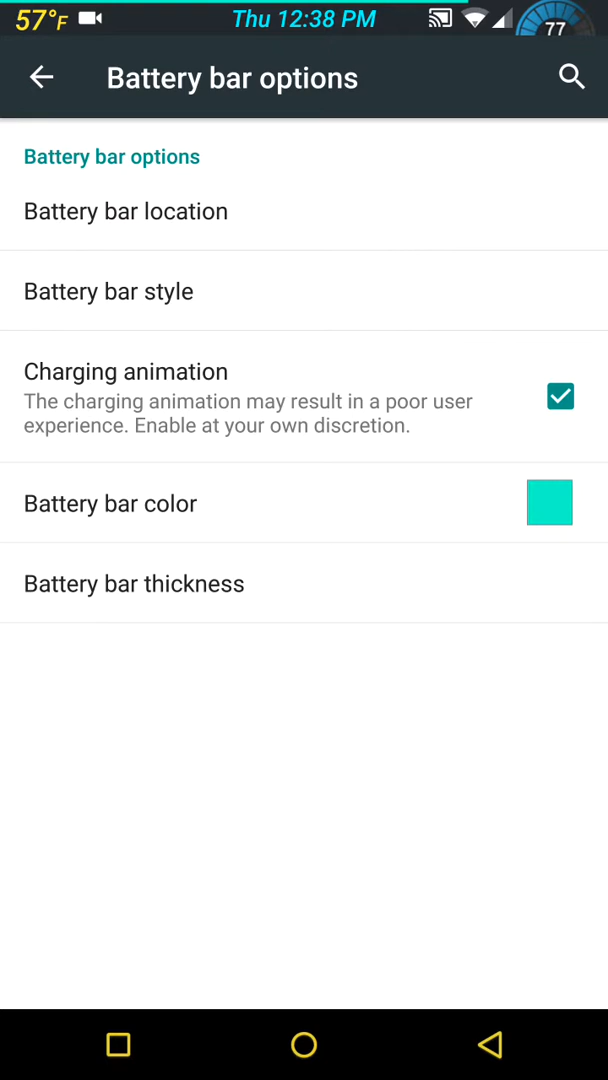 57°F Thu 12:38 PM 77
Battery bar options
Battery bar options
Battery bar location
Battery bar style
Charging animation
The charging animation may result in a poor user
experience. Enable at your own discretion.
Battery bar color
Battery bar thickness